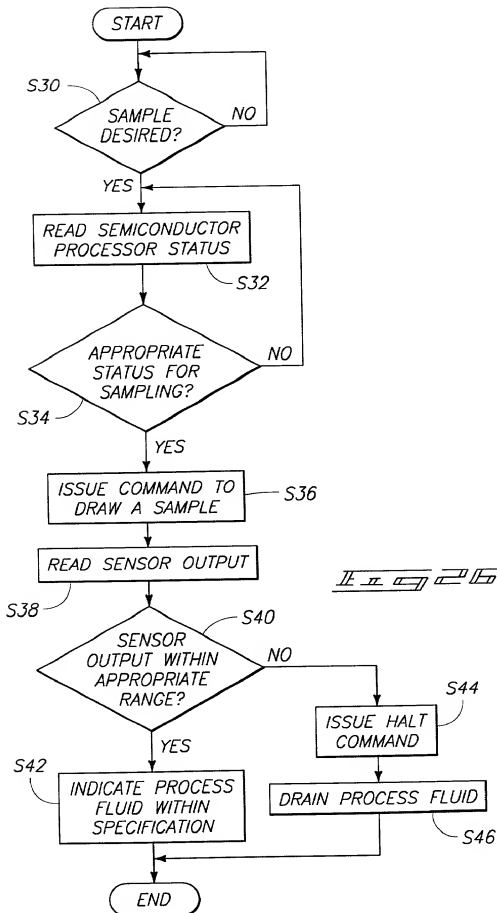 START
S30
SAMPLE
DESIRED?
NO
YES
READ SEMICONDUCTOR
PROCESSOR STATUS
S32
APPROPRIATE
STATUS FOR
SAMPLING?
NO
S34
YES
ISSUE COMMAND TO
DRAW A SAMPLE
S36
READ SENSOR OUTPUT
S38
Fig 26
S40
SENSOR
OUTPUT WITHIN
APPROPRIATE
RANGE?
NO
S44
ISSUE HALT
COMMAND
YES
S42
INDICATE PROCESS
FLUID WITHIN
SPECIFICATION
DRAIN PROCESS FLUID
S46
END